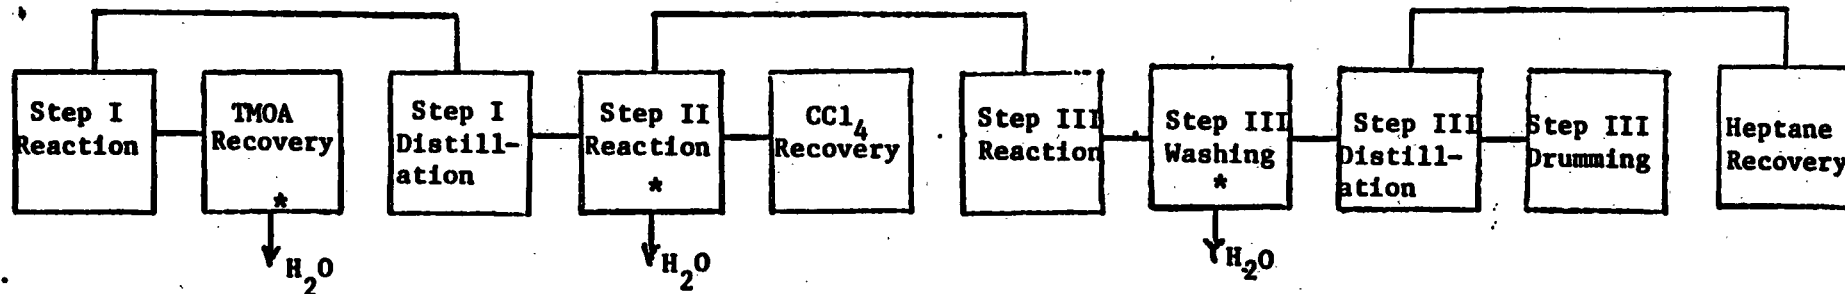 Step I
Reaction
TMOA
Recovery
*
H2O
Step I
Distill-
ation
Step II
Reaction
*
H2O
CCl4
Recovery
Step III
Reaction
Step III
Washing
*
H2O
Step III
Distill-
ation
Step III
Drumming
Heptane
Recovery